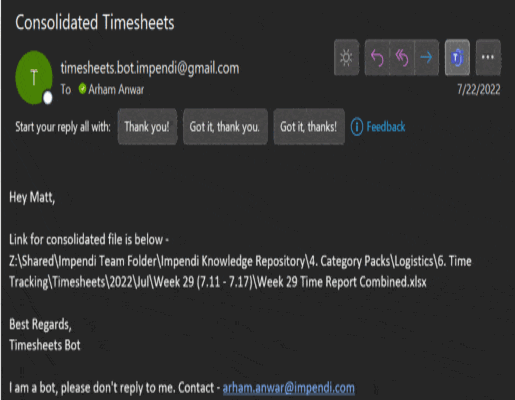 Consolidated Timesheets
T
timesheets.bot.impendi@gmail.com
To Arham Anwar
7/22/2022
Start your reply all with: Thank you! Got it, thank you. Got it, thanks! Feedback
Hey Matt,
Link for consolidated file is below -
Z:\Shared\Impendi Team Folder\Impendi Knowledge Repository\4. Category Packs\Logistics\6. Time
Tracking\Timesheets\2022\Jul\Week 29 (7.11 - 7.17)\Week 29 Time Report Combined.xlsx
Best Regards,
Timesheets Bot
I am a bot, please don't reply to me. Contact - arham.anwar@impendi.com